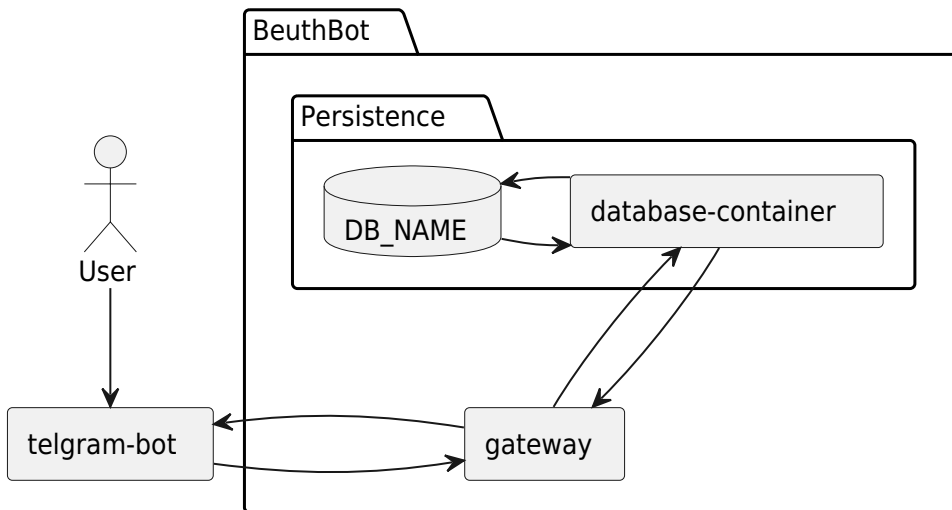 BeuthBot
Persistence
DB_NAME
database-container
User
telgram-bot
gateway